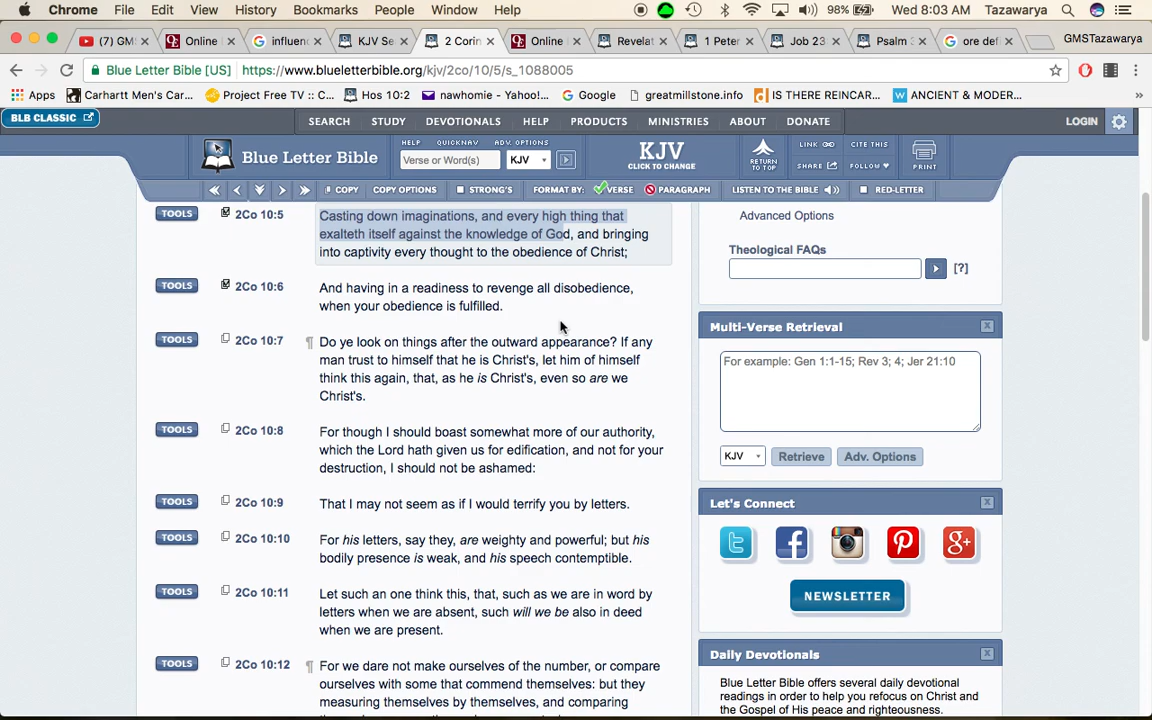 Chrome File Edit View History Bookmarks People Window Help 98% Wed 8:03 AM Tazawarya
(7) GMS Online influenc KJV Se 2 Corin Online Revelat 1 Peter Job 23 Psalm ore defi GMSTazawarya
Blue Letter Bible [US] https://www.blueletterbible.org/kjv/2co/10/5/s_1088005
Apps Carhartt Men's Car... Project Free TV :: C... Hos 10:2 nawhomie - Yahoo!... Google greatmillstone.info IS THERE REINCAR... ANCIENT & MODER... »
BLB CLASSIC SEARCH STUDY DEVOTIONALS HELP PRODUCTS MINISTRIES ABOUT DONATE LOGIN
HELP QUICKNAV ADV. OPTIONS
Blue Letter Bible Verse or Word(s) KJV
KJV
CLICK TO CHANGE
RETURN
TO TOP
LINK CITE THIS
SHARE FOLLOW
PRINT
COPY COPY OPTIONS STRONG'S FORMAT BY: VERSE PARAGRAPH LISTEN TO THE BIBLE RED-LETTER
TOOLS 2Co 10:5 Casting down imaginations, and every high thing that
exalteth itself against the knowledge of God, and bringing
into captivity every thought to the obedience of Christ;
TOOLS 2Co 10:6 And having in a readiness to revenge all disobedience,
when your obedience is fulfilled.
TOOLS 2Co 10:7 ¶ Do ye look on things after the outward appearance? If any
man trust to himself that he is Christ's, let him of himself
think this again, that, as he is Christ's, even so are we
Christ's.
TOOLS 2Co 10:8 For though I should boast somewhat more of our authority,
which the Lord hath given us for edification, and not for your
destruction, I should not be ashamed:
TOOLS 2Co 10:9 That I may not seem as if I would terrify you by letters.
TOOLS 2Co 10:10 For his letters, say they, are weighty and powerful; but his
bodily presence is weak, and his speech contemptible.
TOOLS 2Co 10:11 Let such an one think this, that, such as we are in word by
letters when we are absent, such will we be also in deed
when we are present.
TOOLS 2Co 10:12 ¶ For we dare not make ourselves of the number, or compare
ourselves with some that commend themselves: but they
measuring themselves by themselves, and comparing
Advanced Options
Theological FAQs
[?]
Multi-Verse Retrieval
For example: Gen 1:1-15; Rev 3; 4; Jer 21:10
KJV Retrieve Adv. Options
Let's Connect
NEWSLETTER
Daily Devotionals
Blue Letter Bible offers several daily devotional
readings in order to help you refocus on Christ and
the Gospel of His peace and righteousness.